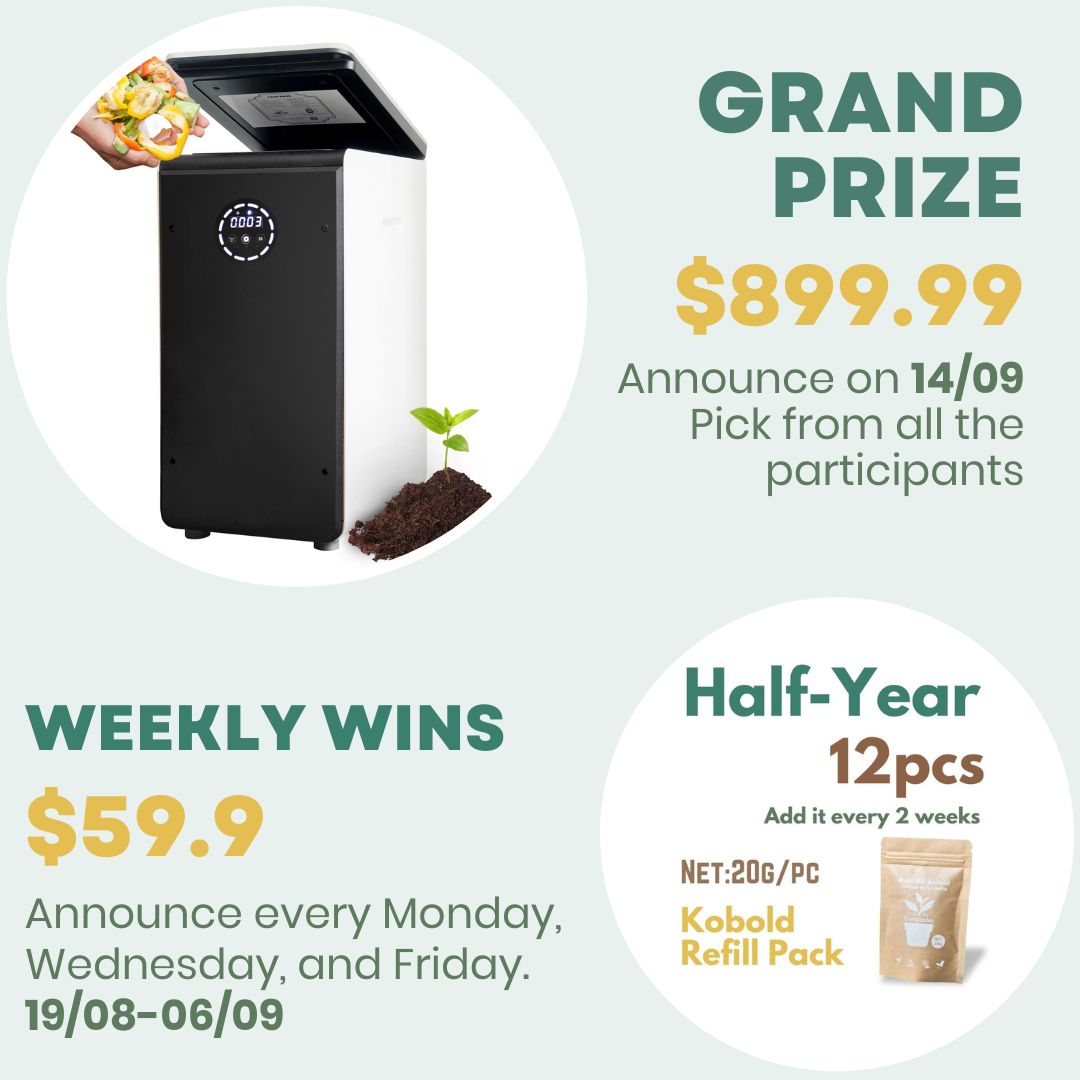 GRAND
PRIZE
$899.99
Announce on 14/09
Pick from all the
participants
0003
WEEKLY WINS
$59.9
Announce every Monday,
Wednesday, and Friday.
19/08-06/09
Half-Year
12pcs
Add it every 2 weeks
NET:20G/PC
Kobold
Refill Pack